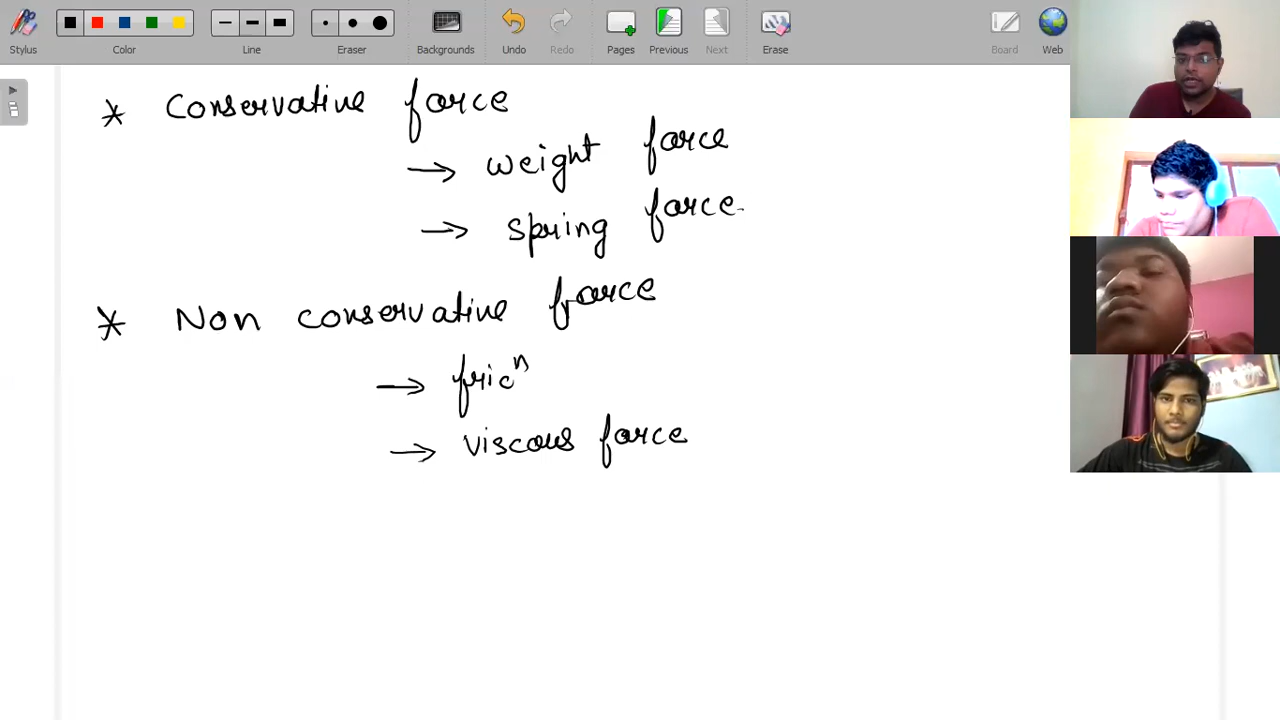 Stylus Color Line Eraser Backgrounds Undo Redo Pages Previous Next Erase Board Web
* Conservative force
→ weight force
→ spring force
* Non conservative force
→ fricⁿ
→ viscous force